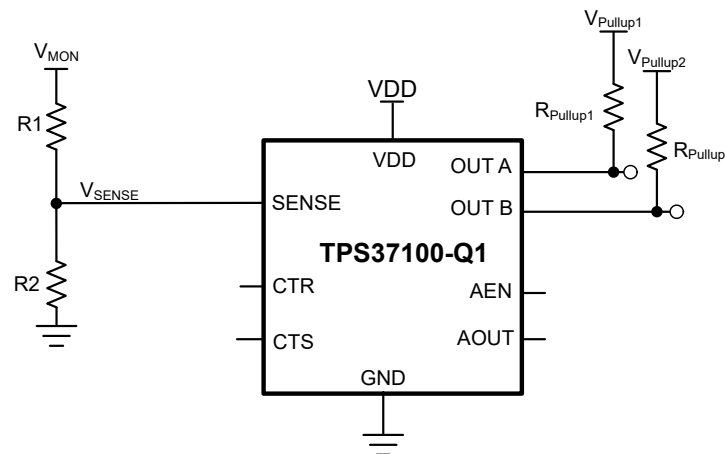 VPullup1
VMON
VPullup2
VDD
R1
RPullup1
VDD
OUT A
RPullup
VSENSE
SENSE
OUT B
TPS37100-Q1
R2
CTR
AEN
CTS
AOUT
GND